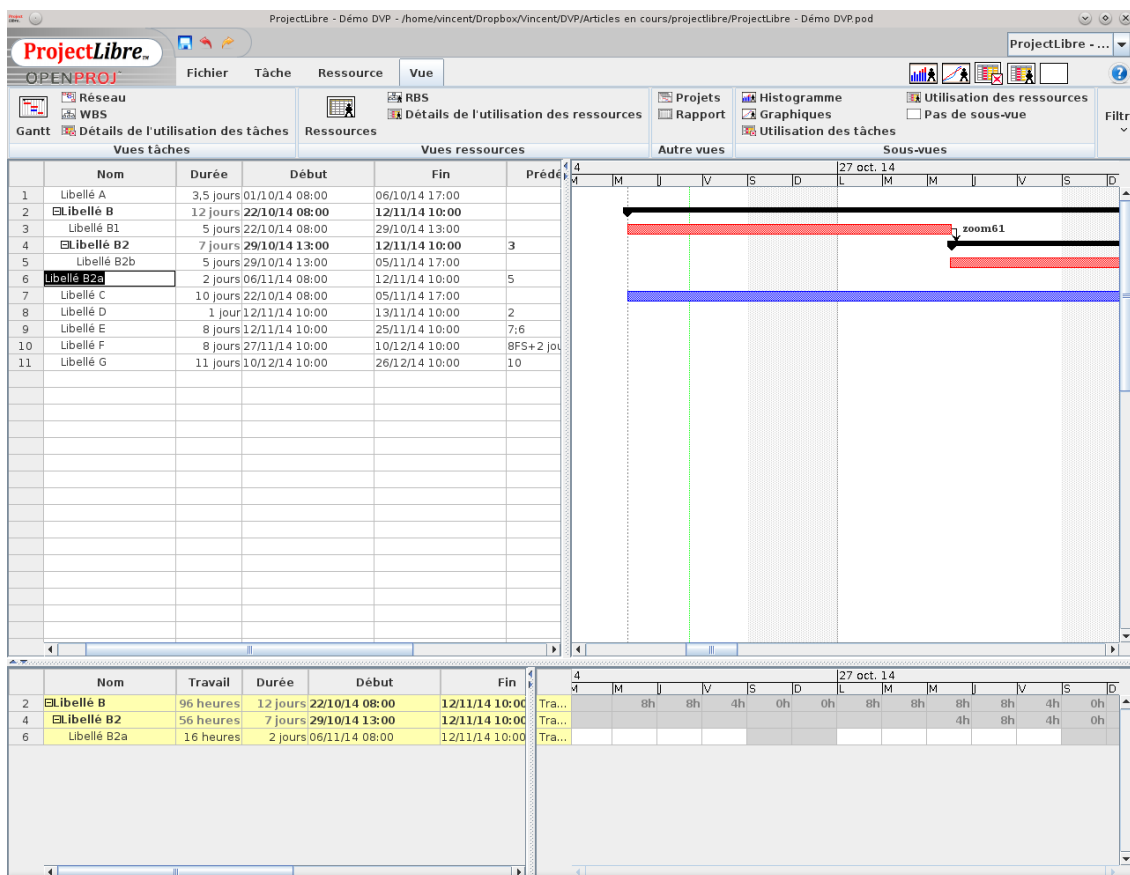 ProjectLibre - Démo DVP - /home/vincent/Dropbox/Vincent/DVP/Articles en cours/projectlibre/ProjectLibre - Démo DVP.pod
ProjectLibre™
OPENPROJ
ProjectLibre - ...
Fichier Tâche Ressource Vue
Réseau RBS Projets Histogramme Utilisation des ressources
WBS Détails de l'utilisation des ressources Rapport Graphiques Pas de sous-vue Filtr
Gantt Détails de l'utilisation des tâches Ressources Utilisation des tâches
Vues tâches Vues ressources Autre vues Sous-vues
Nom Durée Début Fin Prédé
1 Libellé A 3,5 jours 01/10/14 08:00 06/10/14 17:00
2 Libellé B 12 jours 22/10/14 08:00 12/11/14 10:00
3 Libellé B1 5 jours 22/10/14 08:00 29/10/14 13:00
4 Libellé B2 7 jours 29/10/14 13:00 12/11/14 10:00 3
5 Libellé B2b 5 jours 29/10/14 13:00 05/11/14 17:00
6 Libellé B2a 2 jours 06/11/14 08:00 12/11/14 10:00 5
7 Libellé C 10 jours 22/10/14 08:00 05/11/14 17:00
8 Libellé D 1 jour 12/11/14 10:00 13/11/14 10:00 2
9 Libellé E 8 jours 12/11/14 10:00 25/11/14 10:00 7;6
10 Libellé F 8 jours 27/11/14 10:00 10/12/14 10:00 8FS+2 jou
11 Libellé G 11 jours 10/12/14 10:00 26/12/14 10:00 10
4 27 oct. 14
M M J V S D L M M J V S D
zoom61
Nom Travail Durée Début Fin
2 Libellé B 96 heures 12 jours 22/10/14 08:00 12/11/14 10:00
4 Libellé B2 56 heures 7 jours 29/10/14 13:00 12/11/14 10:00
6 Libellé B2a 16 heures 2 jours 06/11/14 08:00 12/11/14 10:00
4 27 oct. 14
M M J V S D L M M J V S D
Tra... 8h 8h 4h 0h 0h 8h 8h 8h 8h 4h 0h
Tra... 4h 8h 4h 0h
Tra...